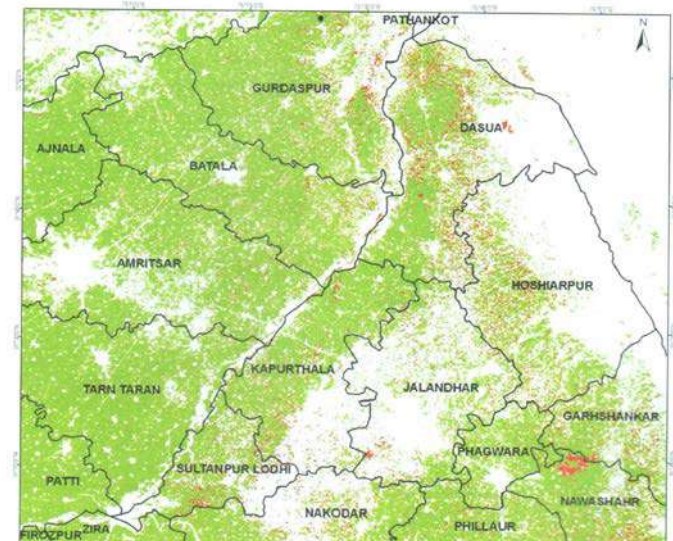 PATHANKOT
N
GURDASPUR
DASUA
AJNALA
BATALA
AMRITSAR
HOSHIARPUR
KAPURTHALA
TARN TARAN
JALANDHAR
GARHSHANKAR
PHAGWARA
SULTANPUR LODHI
PATTI
NAWASHAHR
NAKODAR
PHILLAUR
ZIRA
FIROZPUR